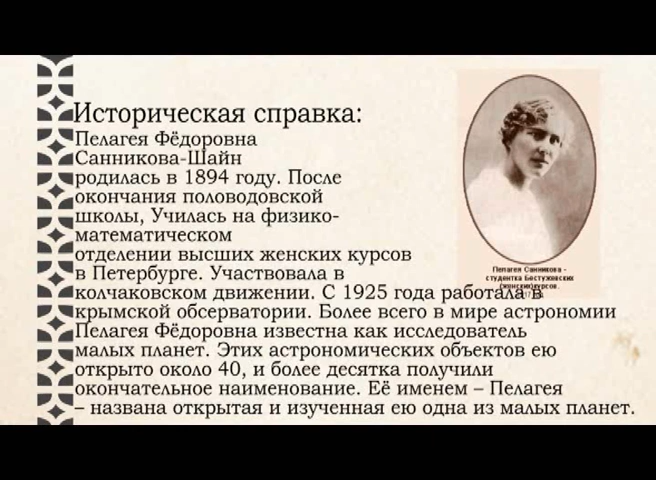 Историческая справка:
Пелагея Фёдоровна
Санникова-Шайн
родилась в 1894 году. После
окончания половодовской
школы, Училась на физико-
математическом
отделении высших женских курсов
в Петербурге. Участвовала в
колчаковском движении. С 1925 года работала в
крымской обсерватории. Более всего в мире астрономии
Пелагея Фёдоровна известна как исследователь
малых планет. Этих астрономических объектов ею
открыто около 40, и более десятка получили
окончательное наименование. Её именем – Пелагея
– названа открытая и изученная ею одна из малых планет.
Пелагея Санникова -
студентка Бестужевских
(женских)курсов.